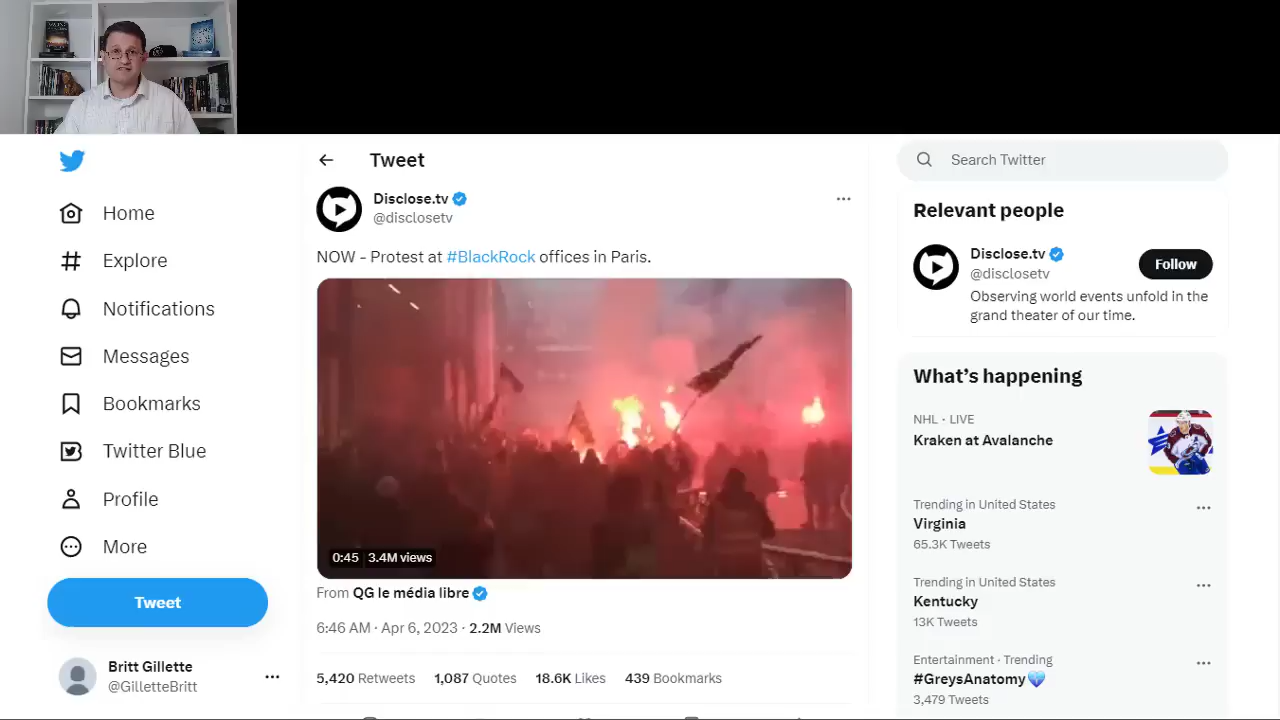 Home
Explore
Notifications
Messages
Bookmarks
Twitter Blue
Profile
More
Tweet
Britt Gillette
@GilletteBritt
Tweet
Disclose.tv
@disclosetv
NOW - Protest at #BlackRock offices in Paris.
0:45 3.4M views
From QG le média libre
6:46 AM · Apr 6, 2023 · 2.2M Views
5,420 Retweets 1,087 Quotes 18.6K Likes 439 Bookmarks
Search Twitter
Relevant people
Disclose.tv
@disclosetv
Follow
Observing world events unfold in the
grand theater of our time.
What's happening
NHL · LIVE
Kraken at Avalanche
Trending in United States
Virginia
65.3K Tweets
Trending in United States
Kentucky
13K Tweets
Entertainment · Trending
#GreysAnatomy
3,479 Tweets